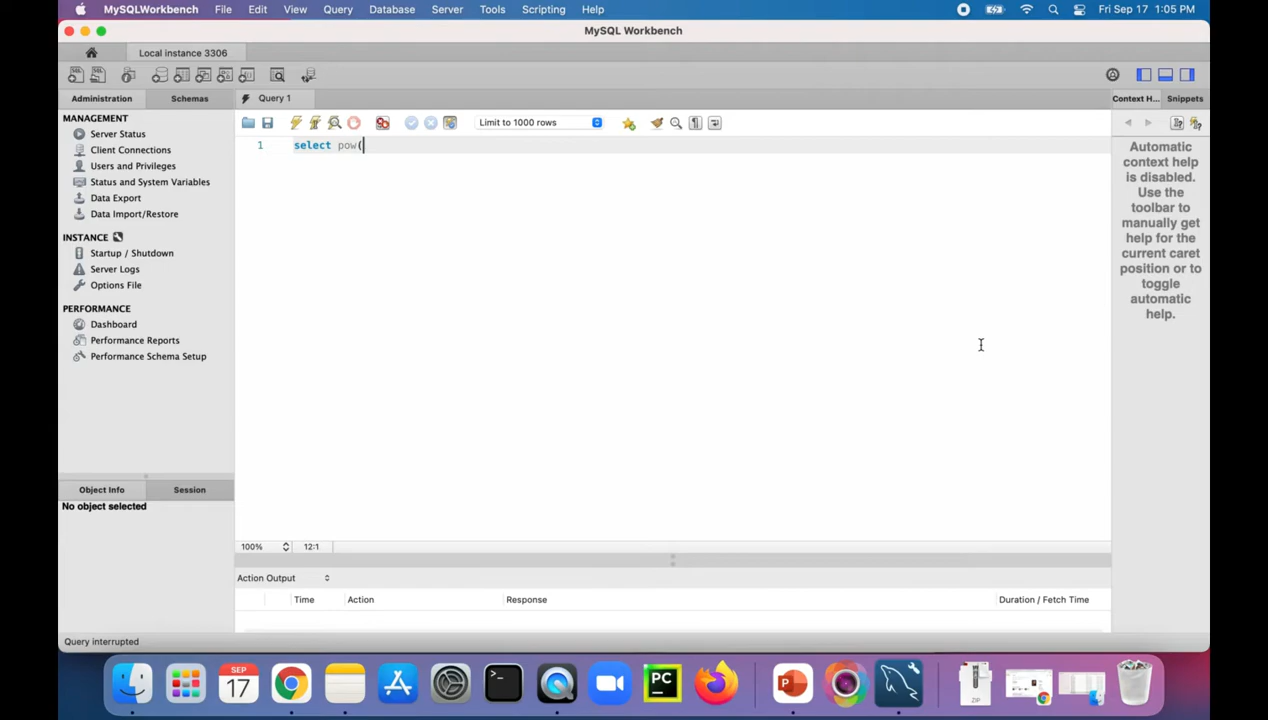 MySQLWorkbench File Edit View Query Database Server Tools Scripting Help Fri Sep 17 1:05 PM
MySQL Workbench
Local instance 3306
Administration Schemas Query 1 Context H... Snippets
MANAGEMENT
Server Status
Client Connections
Users and Privileges
Status and System Variables
Data Export
Data Import/Restore
INSTANCE
Startup / Shutdown
Server Logs
Options File
PERFORMANCE
Dashboard
Performance Reports
Performance Schema Setup
Object Info Session
No object selected
Limit to 1000 rows
1 select pow(
100% 12:1
Action Output
Time Action Response Duration / Fetch Time
Automatic
context help
is disabled.
Use the
toolbar to
manually get
help for the
current caret
position or to
toggle
automatic
help.
Query interrupted
SEP
17
PC
ZIP